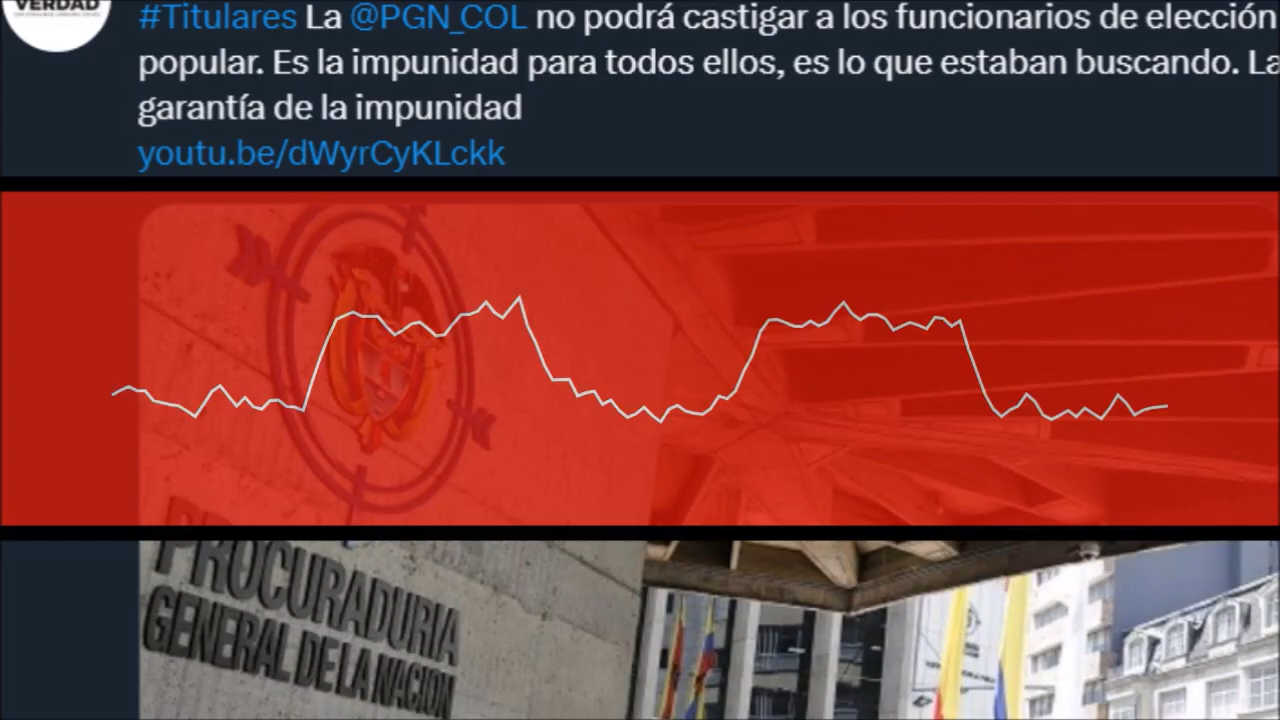 VERDAD
#Titulares La @PGN_COL no podrá castigar a los funcionarios de elección
popular. Es la impunidad para todos ellos, es lo que estaban buscando. La
garantía de la impunidad
youtu.be/dWyrCyKLckk
PROCURADURIA
GENERAL DE LA NACION